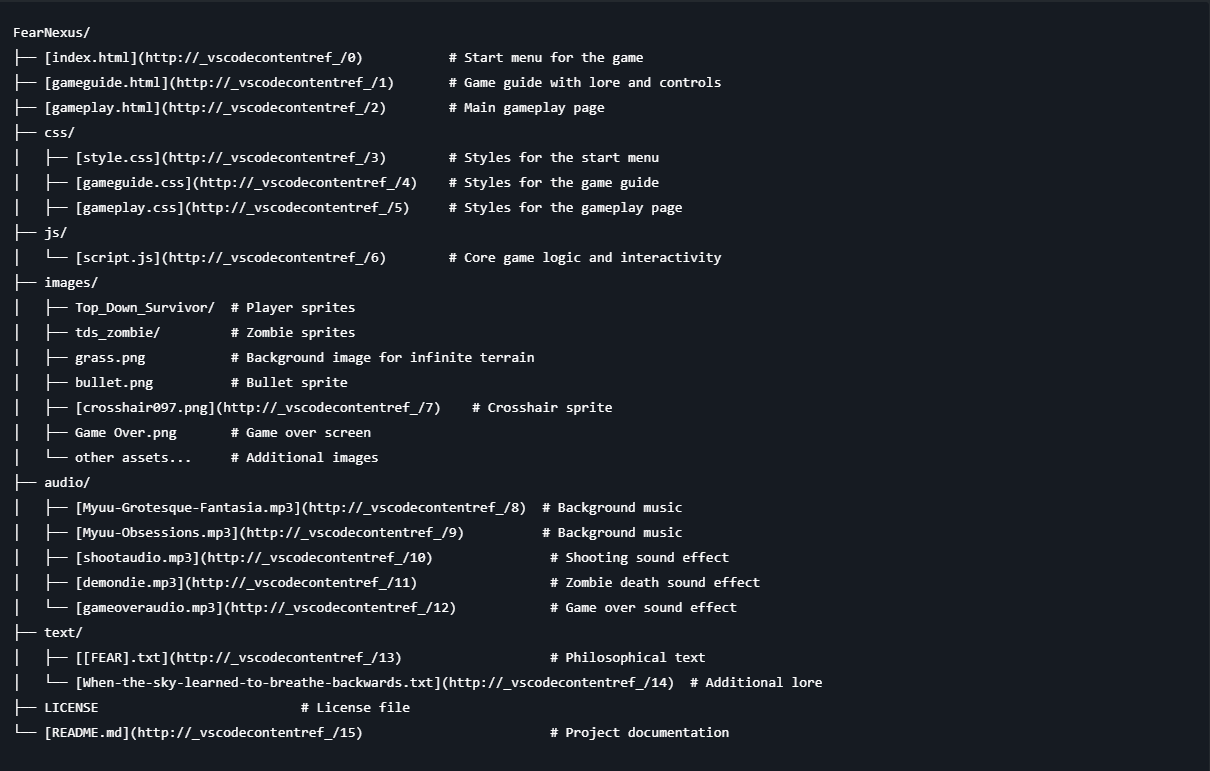 FearNexus/
├── [index.html](http://_vscodecontentref_/0)           # Start menu for the game
├── [gameguide.html](http://_vscodecontentref_/1)       # Game guide with lore and controls
├── [gameplay.html](http://_vscodecontentref_/2)        # Main gameplay page
├── css/
│   ├── [style.css](http://_vscodecontentref_/3)        # Styles for the start menu
│   ├── [gameguide.css](http://_vscodecontentref_/4)    # Styles for the game guide
│   ├── [gameplay.css](http://_vscodecontentref_/5)     # Styles for the gameplay page
├── js/
│   └── [script.js](http://_vscodecontentref_/6)        # Core game logic and interactivity
├── images/
│   ├── Top_Down_Survivor/  # Player sprites
│   ├── tds_zombie/         # Zombie sprites
│   ├── grass.png           # Background image for infinite terrain
│   ├── bullet.png          # Bullet sprite
│   ├── [crosshair097.png](http://_vscodecontentref_/7)    # Crosshair sprite
│   ├── Game Over.png       # Game over screen
│   └── other assets...     # Additional images
├── audio/
│   ├── [Myuu-Grotesque-Fantasia.mp3](http://_vscodecontentref_/8)  # Background music
│   ├── [Myuu-Obsessions.mp3](http://_vscodecontentref_/9)          # Background music
│   ├── [shootaudio.mp3](http://_vscodecontentref_/10)               # Shooting sound effect
│   ├── [demondie.mp3](http://_vscodecontentref_/11)                 # Zombie death sound effect
│   └── [gameoveraudio.mp3](http://_vscodecontentref_/12)            # Game over sound effect
├── text/
│   ├── [[FEAR].txt](http://_vscodecontentref_/13)                   # Philosophical text
│   └── [When-the-sky-learned-to-breathe-backwards.txt](http://_vscodecontentref_/14)  # Additional lore
├── LICENSE                          # License file
└── [README.md](http://_vscodecontentref_/15)                        # Project documentation